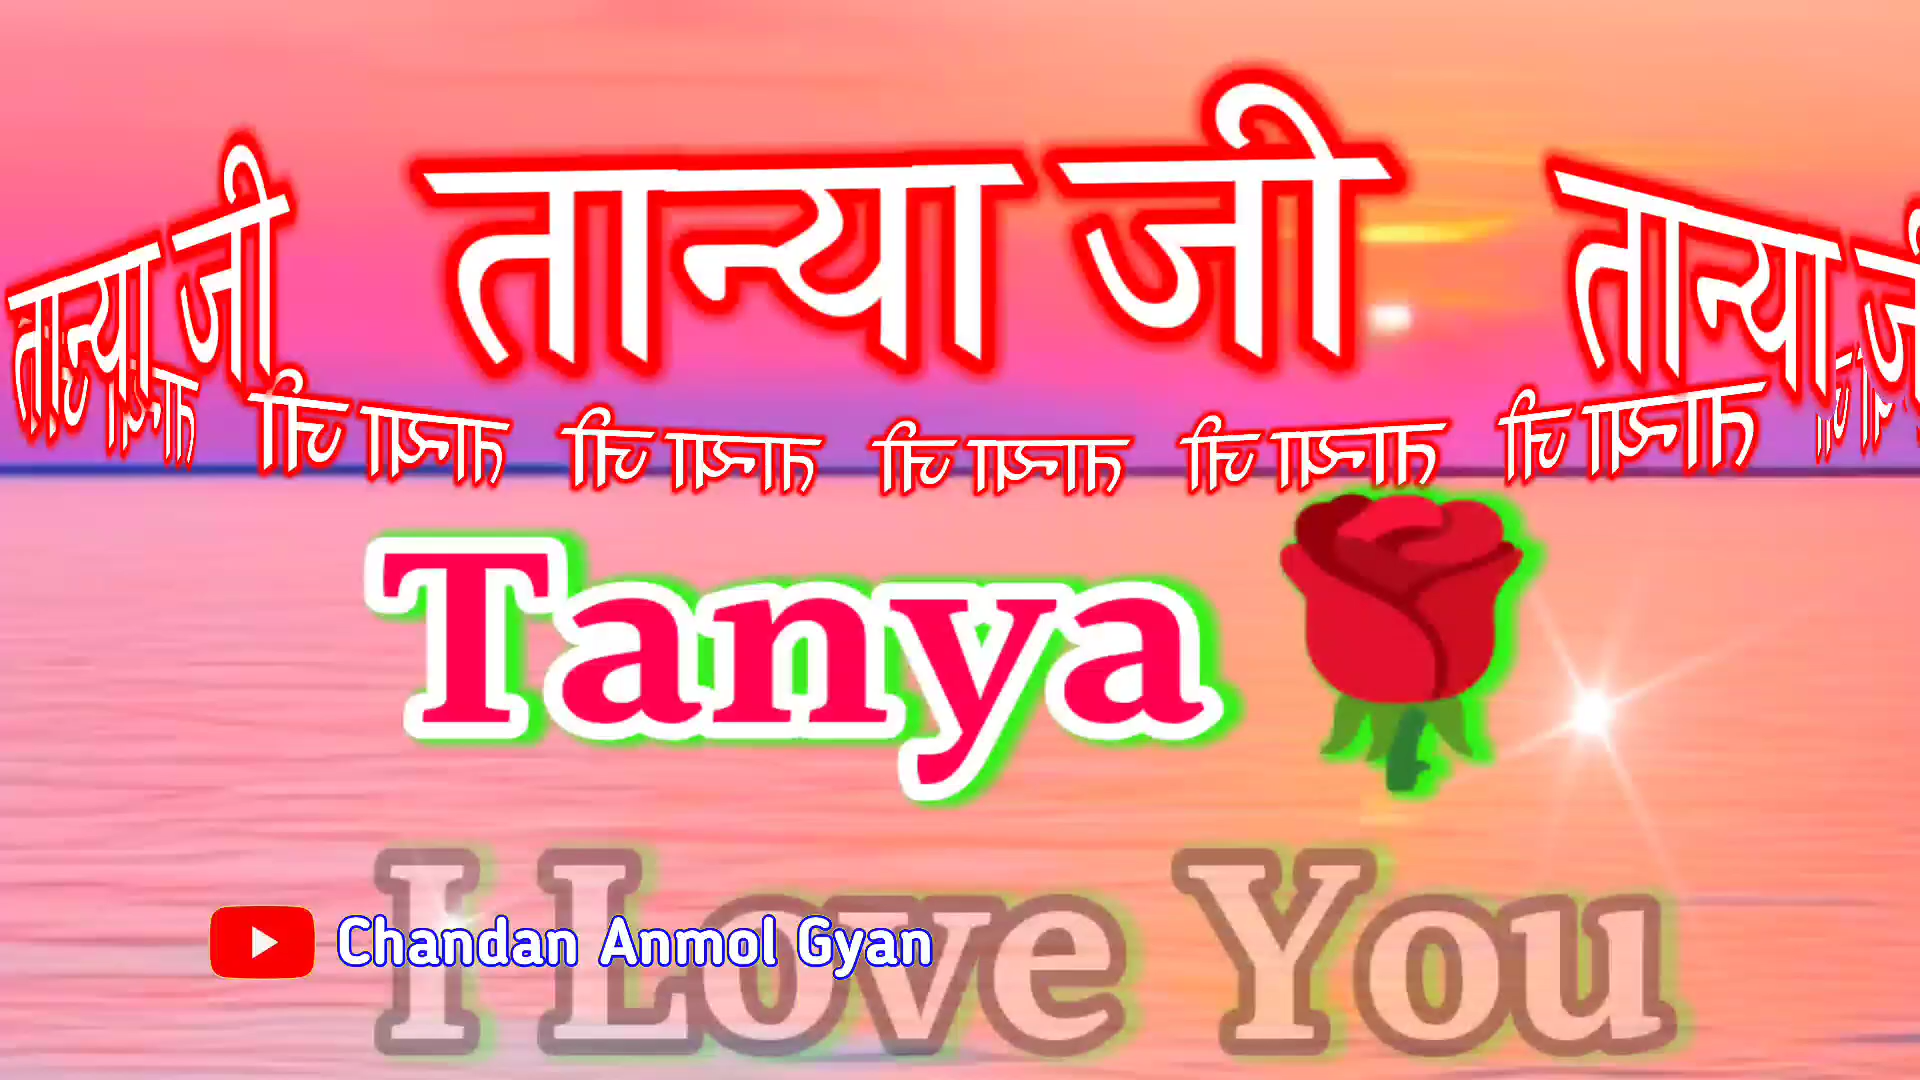 तान्या जी तान्या जी तान्या जी
तान्या जी तान्या जी तान्या जी तान्या जी तान्या जी
Tanya
I Love You
Chandan Anmol Gyan